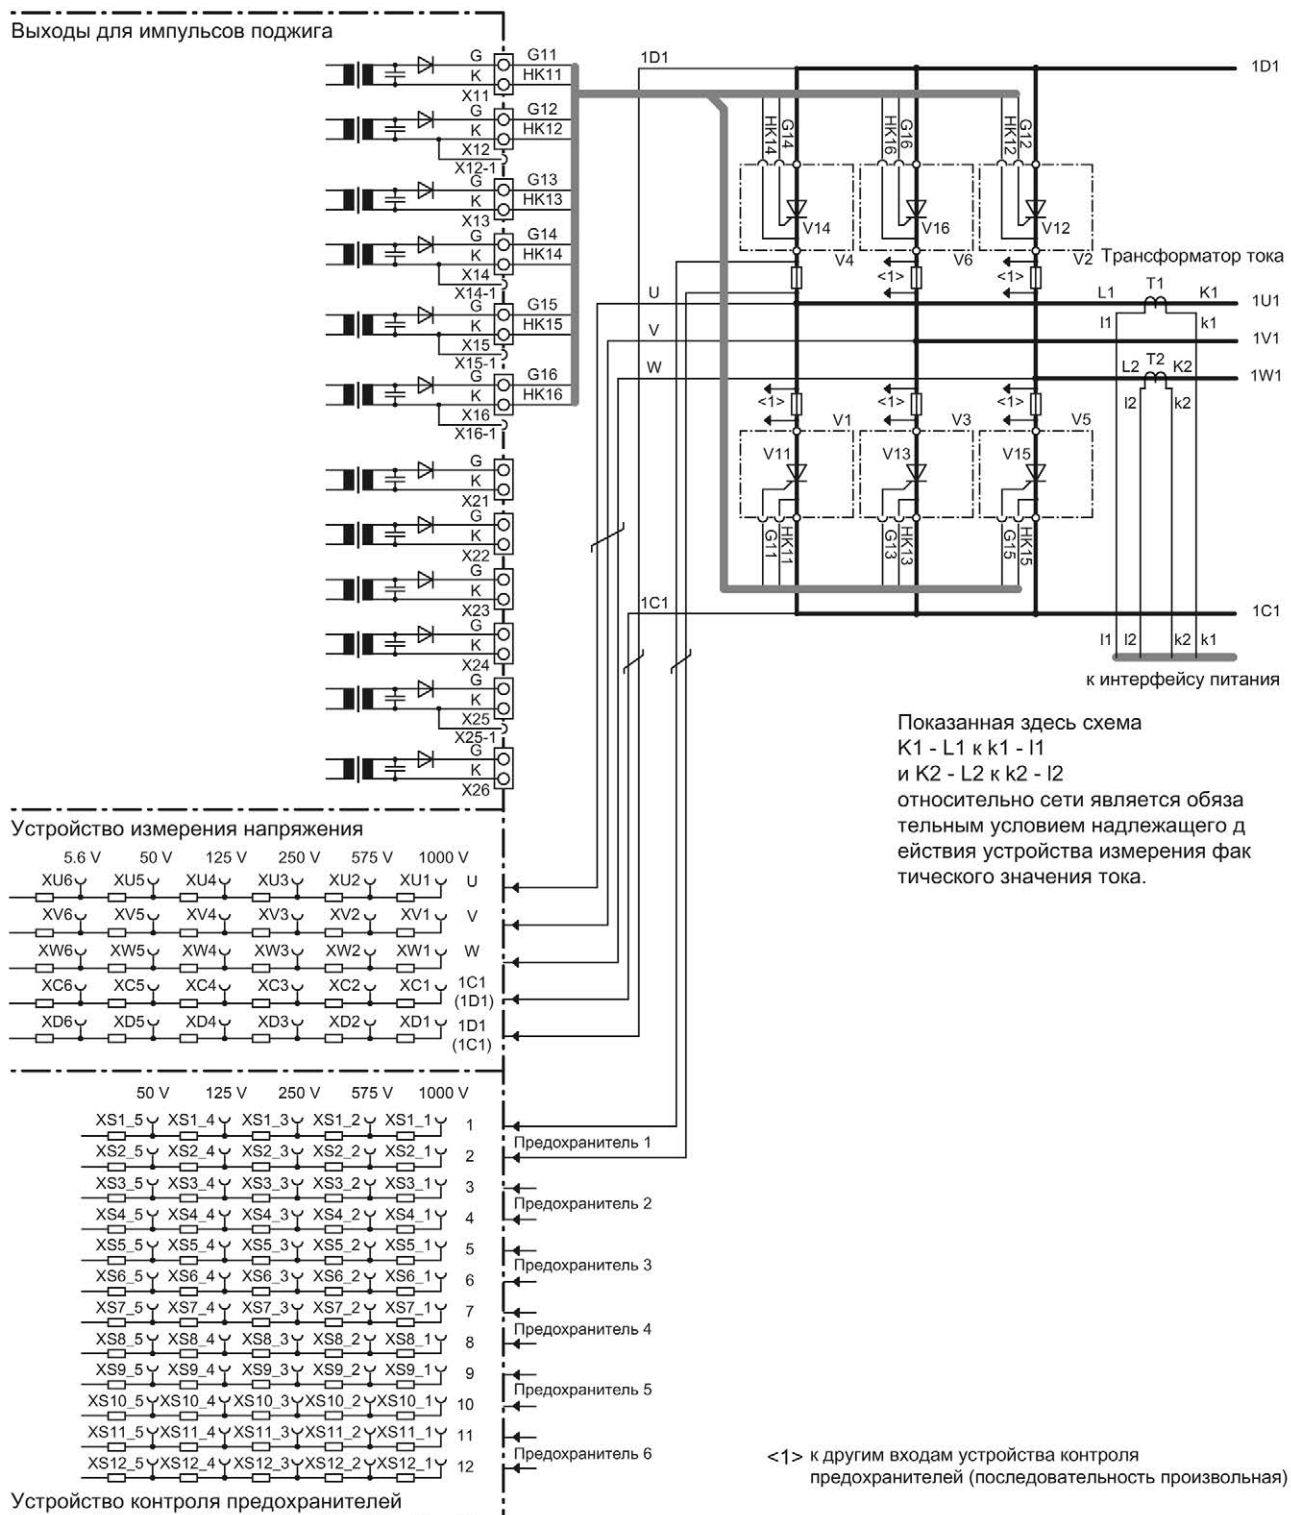 Выходы для импульсов поджига
G G11
K HK11
X11
G G12
K HK12
X12
X12-1
G G13
K HK13
X13
G G14
K HK14
X14
X14-1
G G15
K HK15
X15
X15-1
G G16
K HK16
X16
X16-1
G
K
X21
G
K
X22
G
K
X23
G
K
X24
G
K
X25
X25-1
G
K
X26
1D1 1D1
HK14 G14 HK16 G16 HK12 G12
V14 V16 V12
V4 V6 V2
Трансформатор тока
<1> <1>
U L1 T1 K1 1U1
l1 k1
V 1V1
W L2 T2 K2 1W1
<1> <1> <1> l2 k2
V1 V3 V5
V11 V13 V15
G11 HK11 G13 HK13 G15 HK15
1C1 1C1
l1 l2 k2 k1
к интерфейсу питания
Показанная здесь схема
K1 - L1 к k1 - l1
и K2 - L2 к k2 - l2
относительно сети является обяза
тельным условием надлежащего д
ействия устройства измерения фак
тического значения тока.
Устройство измерения напряжения
5.6 V 50 V 125 V 250 V 575 V 1000 V
XU6 XU5 XU4 XU3 XU2 XU1 U
XV6 XV5 XV4 XV3 XV2 XV1 V
XW6 XW5 XW4 XW3 XW2 XW1 W
XC6 XC5 XC4 XC3 XC2 XC1 1C1
(1D1)
XD6 XD5 XD4 XD3 XD2 XD1 1D1
(1C1)
50 V 125 V 250 V 575 V 1000 V
XS1_5 XS1_4 XS1_3 XS1_2 XS1_1 1
Предохранитель 1
XS2_5 XS2_4 XS2_3 XS2_2 XS2_1 2
XS3_5 XS3_4 XS3_3 XS3_2 XS3_1 3
Предохранитель 2
XS4_5 XS4_4 XS4_3 XS4_2 XS4_1 4
XS5_5 XS5_4 XS5_3 XS5_2 XS5_1 5
Предохранитель 3
XS6_5 XS6_4 XS6_3 XS6_2 XS6_1 6
XS7_5 XS7_4 XS7_3 XS7_2 XS7_1 7
Предохранитель 4
XS8_5 XS8_4 XS8_3 XS8_2 XS8_1 8
XS9_5 XS9_4 XS9_3 XS9_2 XS9_1 9
Предохранитель 5
XS10_5 XS10_4 XS10_3 XS10_2 XS10_1 10
XS11_5 XS11_4 XS11_3 XS11_2 XS11_1 11
Предохранитель 6
XS12_5 XS12_4 XS12_3 XS12_2 XS12_1 12
Устройство контроля предохранителей
<1> к другим входам устройства контроля
предохранителей (последовательность произвольная)